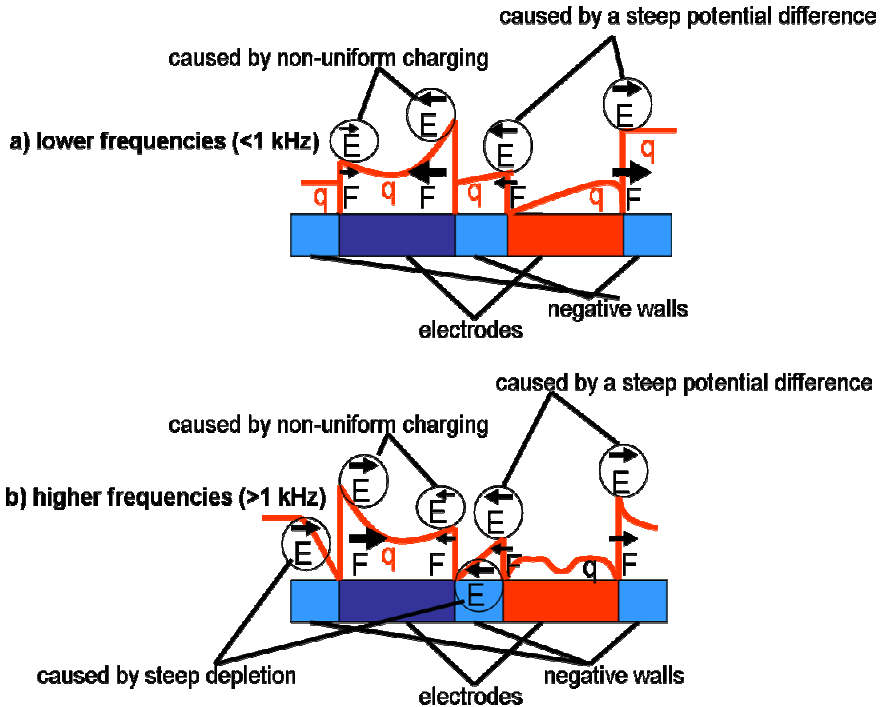 caused by a steep potential difference
caused by non-uniform charging
E E E E
a) lower frequencies (<1 kHz)
q F q F q F q F q
negative walls
electrodes
caused by a steep potential difference
caused by non-uniform charging
E E E E
b) higher frequencies (>1 kHz)
E F q F F q F
E
caused by steep depletion
negative walls
electrodes